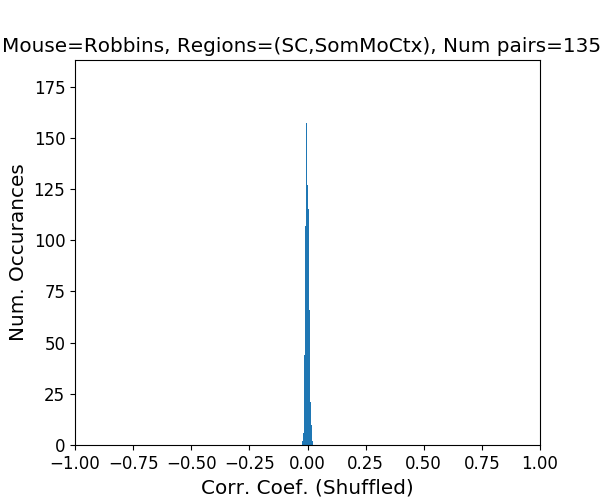 Mouse=Robbins, Regions=(SC,SomMoCtx), Num pairs=135
175
150
125
100
75
50
25
0
Num. Occurances
−1.00 −0.75 −0.50 −0.25 0.00 0.25 0.50 0.75 1.00
Corr. Coef. (Shuffled)